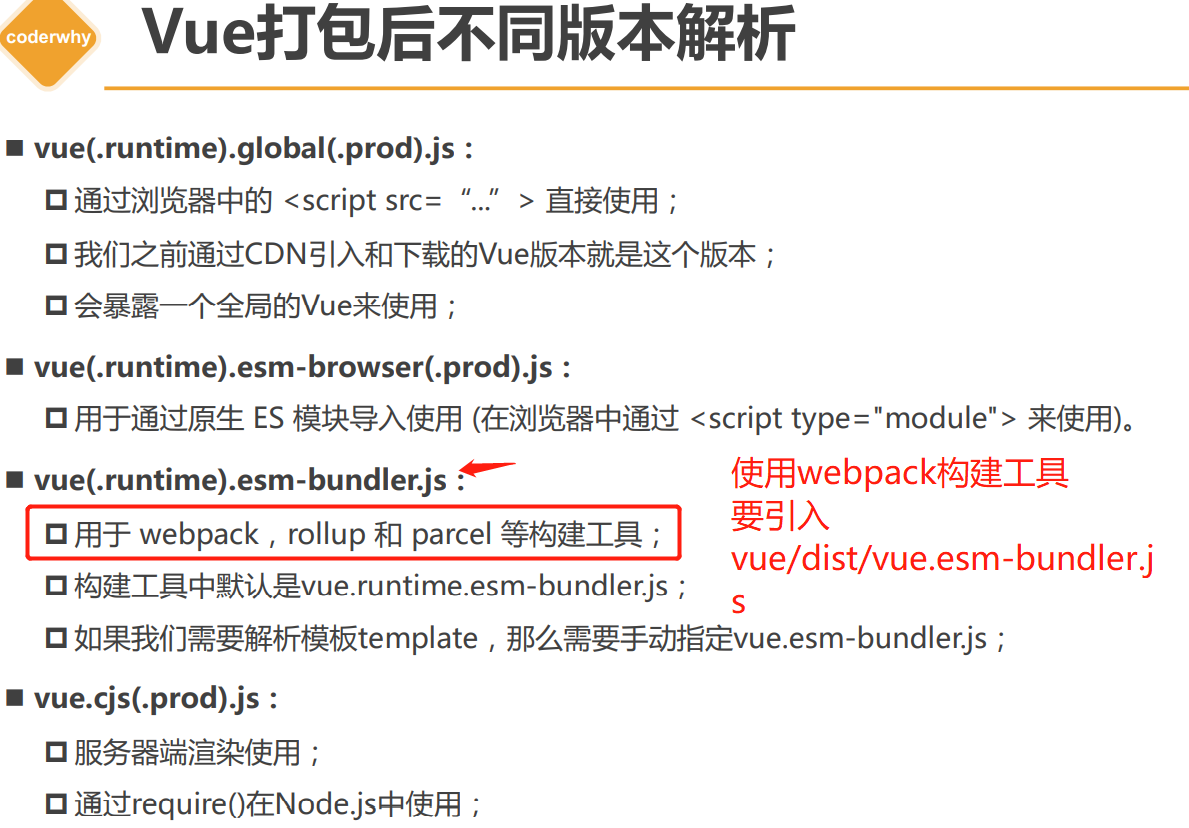 coderwhy
Vue打包后不同版本解析
vue(.runtime).global(.prod).js：
通过浏览器中的 <script src=“...”> 直接使用；
我们之前通过CDN引入和下载的Vue版本就是这个版本；
会暴露一个全局的Vue来使用；
vue(.runtime).esm-browser(.prod).js：
用于通过原生 ES 模块导入使用 (在浏览器中通过 <script type="module"> 来使用)。
vue(.runtime).esm-bundler.js：
用于 webpack，rollup 和 parcel 等构建工具；
构建工具中默认是vue.runtime.esm-bundler.js；
如果我们需要解析模板template，那么需要手动指定vue.esm-bundler.js；
使用webpack构建工具
要引入
vue/dist/vue.esm-bundler.j
s
vue.cjs(.prod).js：
服务器端渲染使用；
通过require()在Node.js中使用；